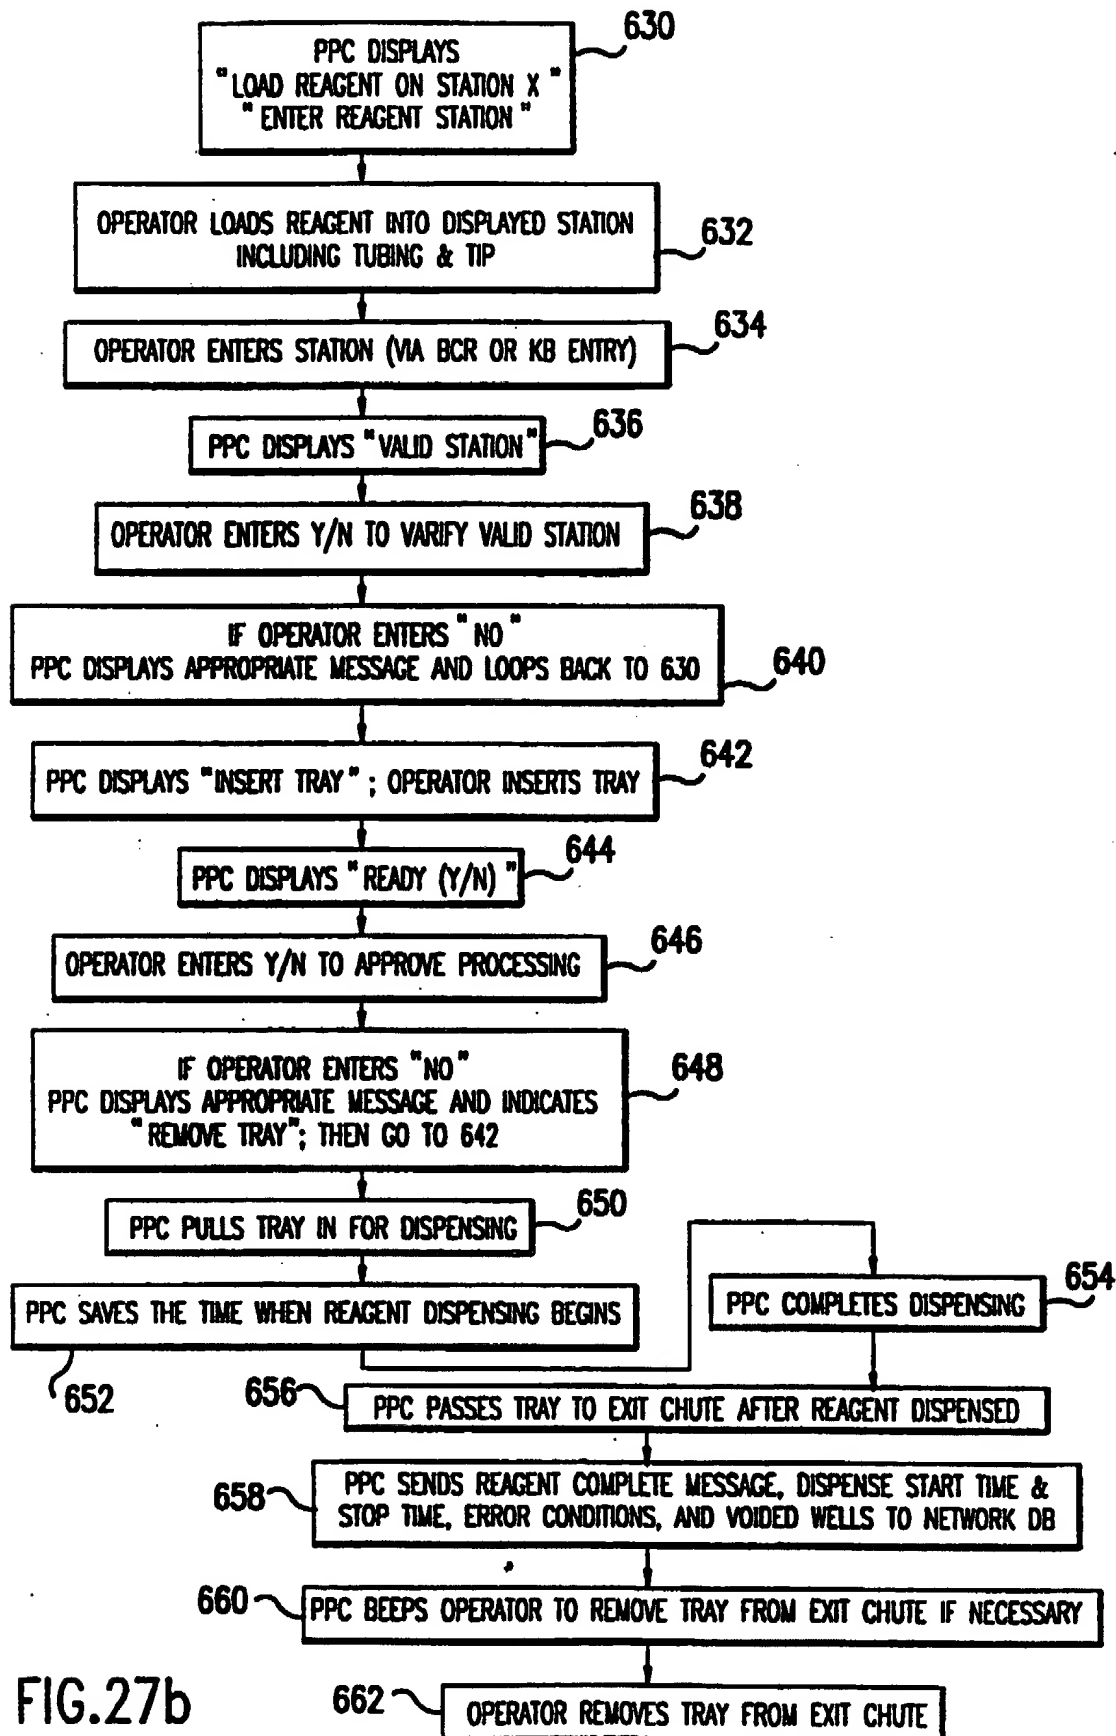 630
PPC DISPLAYS
"LOAD REAGENT ON STATION X"
"ENTER REAGENT STATION"
OPERATOR LOADS REAGENT INTO DISPLAYED STATION
INCLUDING TUBING & TIP
632
634
OPERATOR ENTERS STATION (VIA BCR OR KB ENTRY)
636
PPC DISPLAYS "VALID STATION"
638
OPERATOR ENTERS Y/N TO VARIFY VALID STATION
IF OPERATOR ENTERS "NO"
PPC DISPLAYS APPROPRIATE MESSAGE AND LOOPS BACK TO 630
640
642
PPC DISPLAYS "INSERT TRAY" ; OPERATOR INSERTS TRAY
644
PPC DISPLAYS "READY (Y/N)"
646
OPERATOR ENTERS Y/N TO APPROVE PROCESSING
IF OPERATOR ENTERS "NO"
PPC DISPLAYS APPROPRIATE MESSAGE AND INDICATES
"REMOVE TRAY"; THEN GO TO 642
648
650
PPC PULLS TRAY IN FOR DISPENSING
PPC SAVES THE TIME WHEN REAGENT DISPENSING BEGINS
652
654
PPC COMPLETES DISPENSING
656
PPC PASSES TRAY TO EXIT CHUTE AFTER REAGENT DISPENSED
658
PPC SENDS REAGENT COMPLETE MESSAGE, DISPENSE START TIME &
STOP TIME, ERROR CONDITIONS, AND VOIDED WELLS TO NETWORK DB
660
PPC BEEPS OPERATOR TO REMOVE TRAY FROM EXIT CHUTE IF NECESSARY
662
OPERATOR REMOVES TRAY FROM EXIT CHUTE
FIG.27b